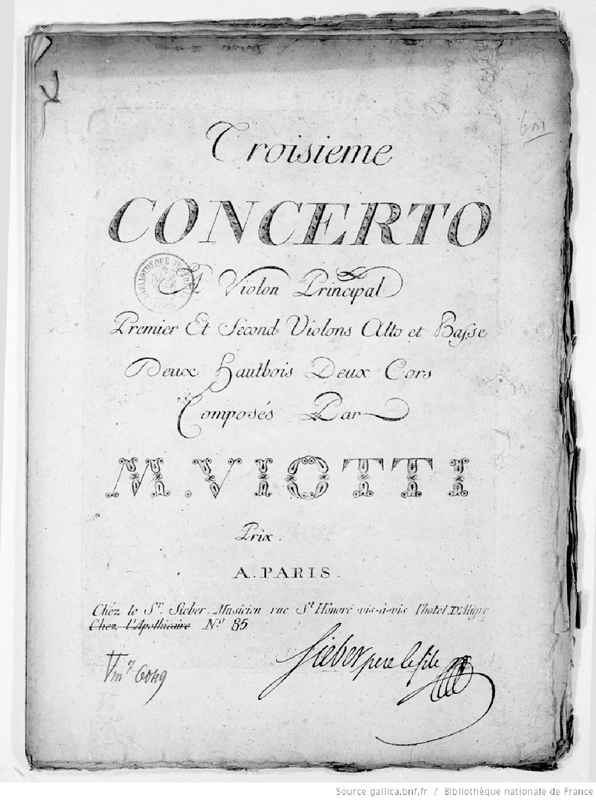 Troisieme
CONCERTO
A Violon Principal
Premier Et Second Violons Alto et Basse
Deux Hautbois Deux Cors
Composés Par
M. VIOTTI
Prix.
A. PARIS.
Chéz le Sr. Sieber Musicien rue St Honoré vis-à-vis l'hotel D'Aligre
Chez l'Apothicaire No. 85
Sieber pere le file
Vm7 6049
Source gallica.bnf.fr / Bibliothèque nationale de France